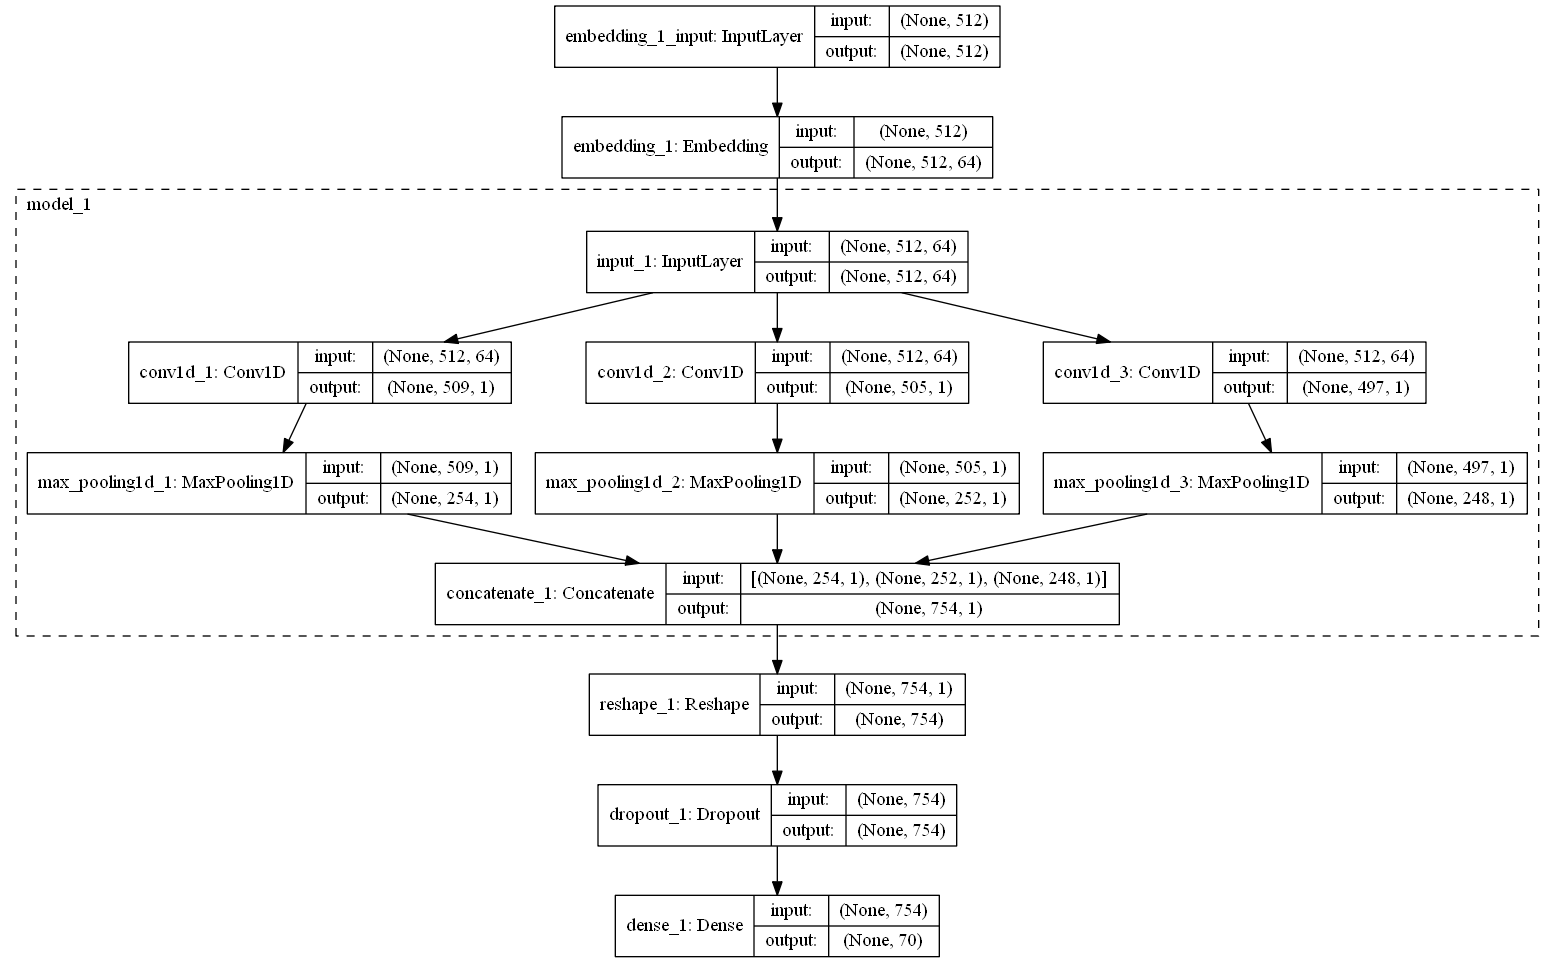 embedding_1_input: InputLayer
input: (None, 512)
output: (None, 512)
embedding_1: Embedding
input: (None, 512)
output: (None, 512, 64)
model_1
input_1: InputLayer
input: (None, 512, 64)
output: (None, 512, 64)
conv1d_1: Conv1D
input: (None, 512, 64)
output: (None, 509, 1)
conv1d_2: Conv1D
input: (None, 512, 64)
output: (None, 505, 1)
conv1d_3: Conv1D
input: (None, 512, 64)
output: (None, 497, 1)
max_pooling1d_1: MaxPooling1D
input: (None, 509, 1)
output: (None, 254, 1)
max_pooling1d_2: MaxPooling1D
input: (None, 505, 1)
output: (None, 252, 1)
max_pooling1d_3: MaxPooling1D
input: (None, 497, 1)
output: (None, 248, 1)
concatenate_1: Concatenate
input: [(None, 254, 1), (None, 252, 1), (None, 248, 1)]
output: (None, 754, 1)
reshape_1: Reshape
input: (None, 754, 1)
output: (None, 754)
dropout_1: Dropout
input: (None, 754)
output: (None, 754)
dense_1: Dense
input: (None, 754)
output: (None, 70)